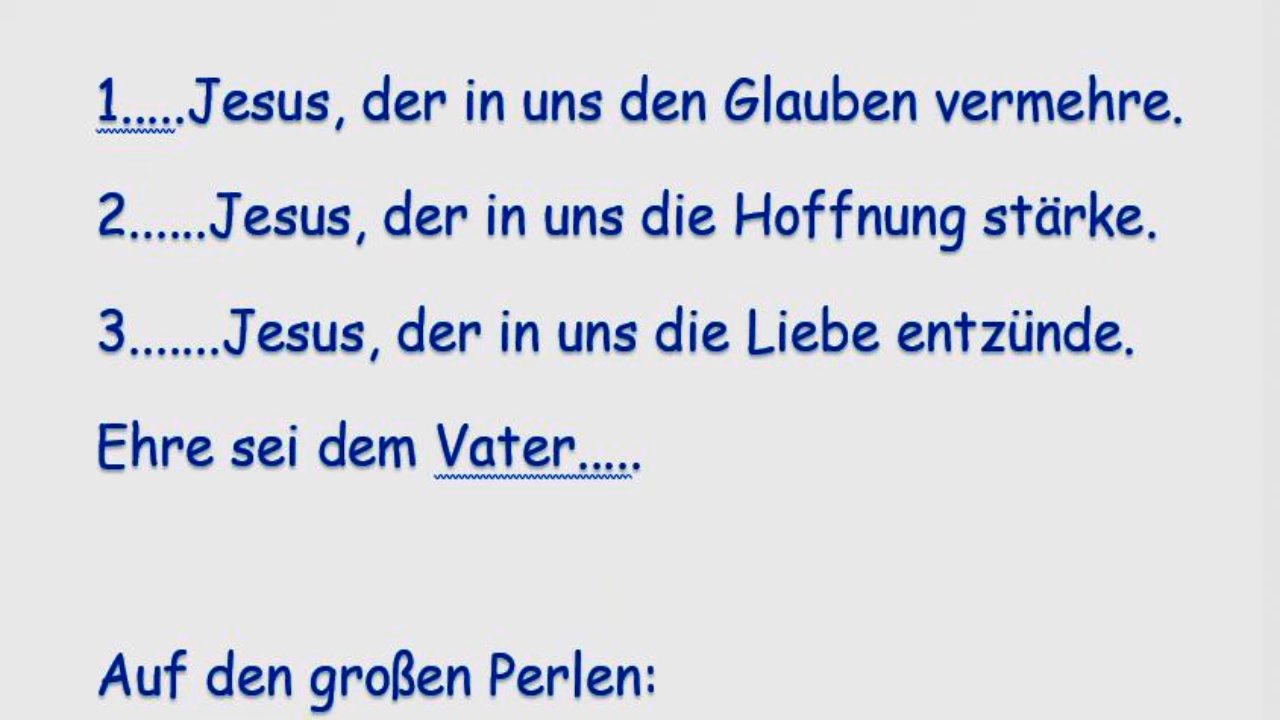 1.....Jesus, der in uns den Glauben vermehre.
2......Jesus, der in uns die Hoffnung stärke.
3.......Jesus, der in uns die Liebe entzünde.
Ehre sei dem Vater.....
Auf den großen Perlen: